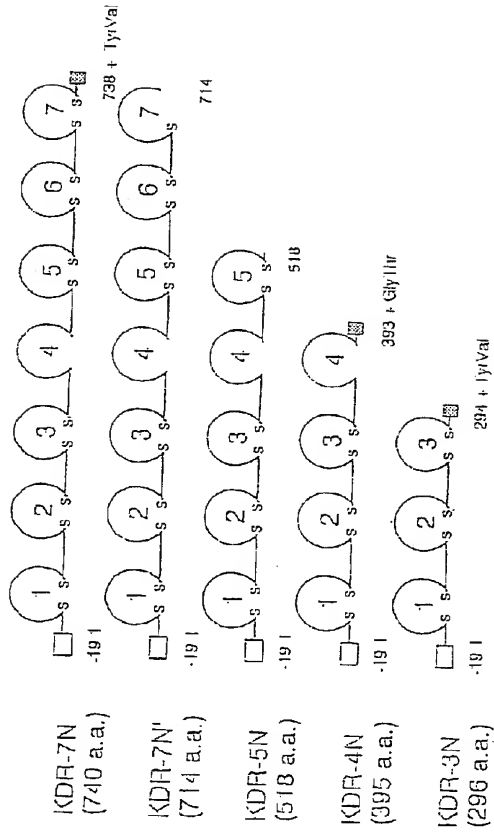 KDR-7N
(740 a.a.)
-19 1
1 S S 2 S S 3 S S 4 5 S S 6 S S 7 S S
738 + Tyr/Val
KDR-7N'
(714 a.a.)
-19 1
1 S S 2 S S 3 S S 4 5 S S 6 S S 7 S
714
KDR-5N
(518 a.a.)
-19 1
1 S S 2 S S 3 S S 4 5 S S
518
KDR-4N
(395 a.a.)
-19 1
1 S S 2 S S 3 S S 4
393 + GlyThr
KDR-3N
(296 a.a.)
-19 1
1 S S 2 S S 3 S S
294 + Tyr/Val